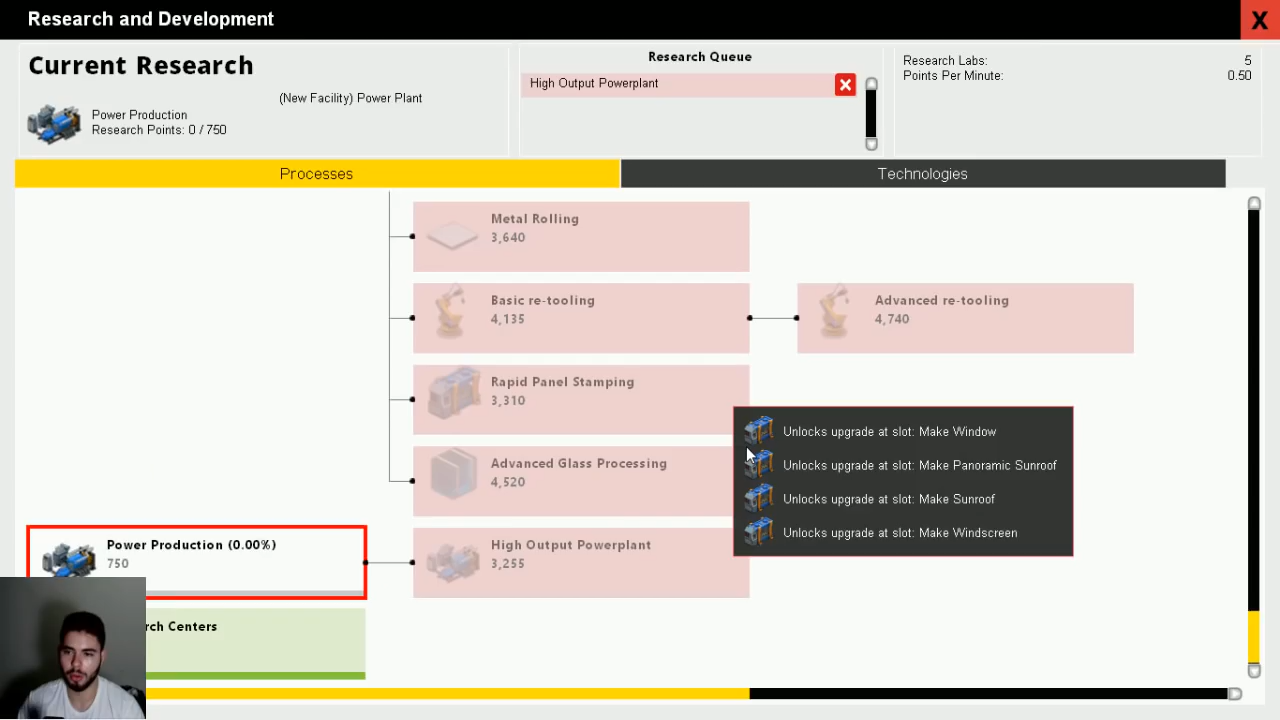 Research and Development
X
Current Research
(New Facility) Power Plant
Power Production
Research Points: 0 / 750
Research Queue
High Output Powerplant
Research Labs: 5
Points Per Minute: 0.50
Processes
Technologies
Metal Rolling
3,640
Basic re-tooling
4,135
Advanced re-tooling
4,740
Rapid Panel Stamping
3,310
Unlocks upgrade at slot: Make Window
Unlocks upgrade at slot: Make Panoramic Sunroof
Unlocks upgrade at slot: Make Sunroof
Unlocks upgrade at slot: Make Windscreen
Advanced Glass Processing
4,520
Power Production (0.00%)
750
High Output Powerplant
3,255
rch Centers